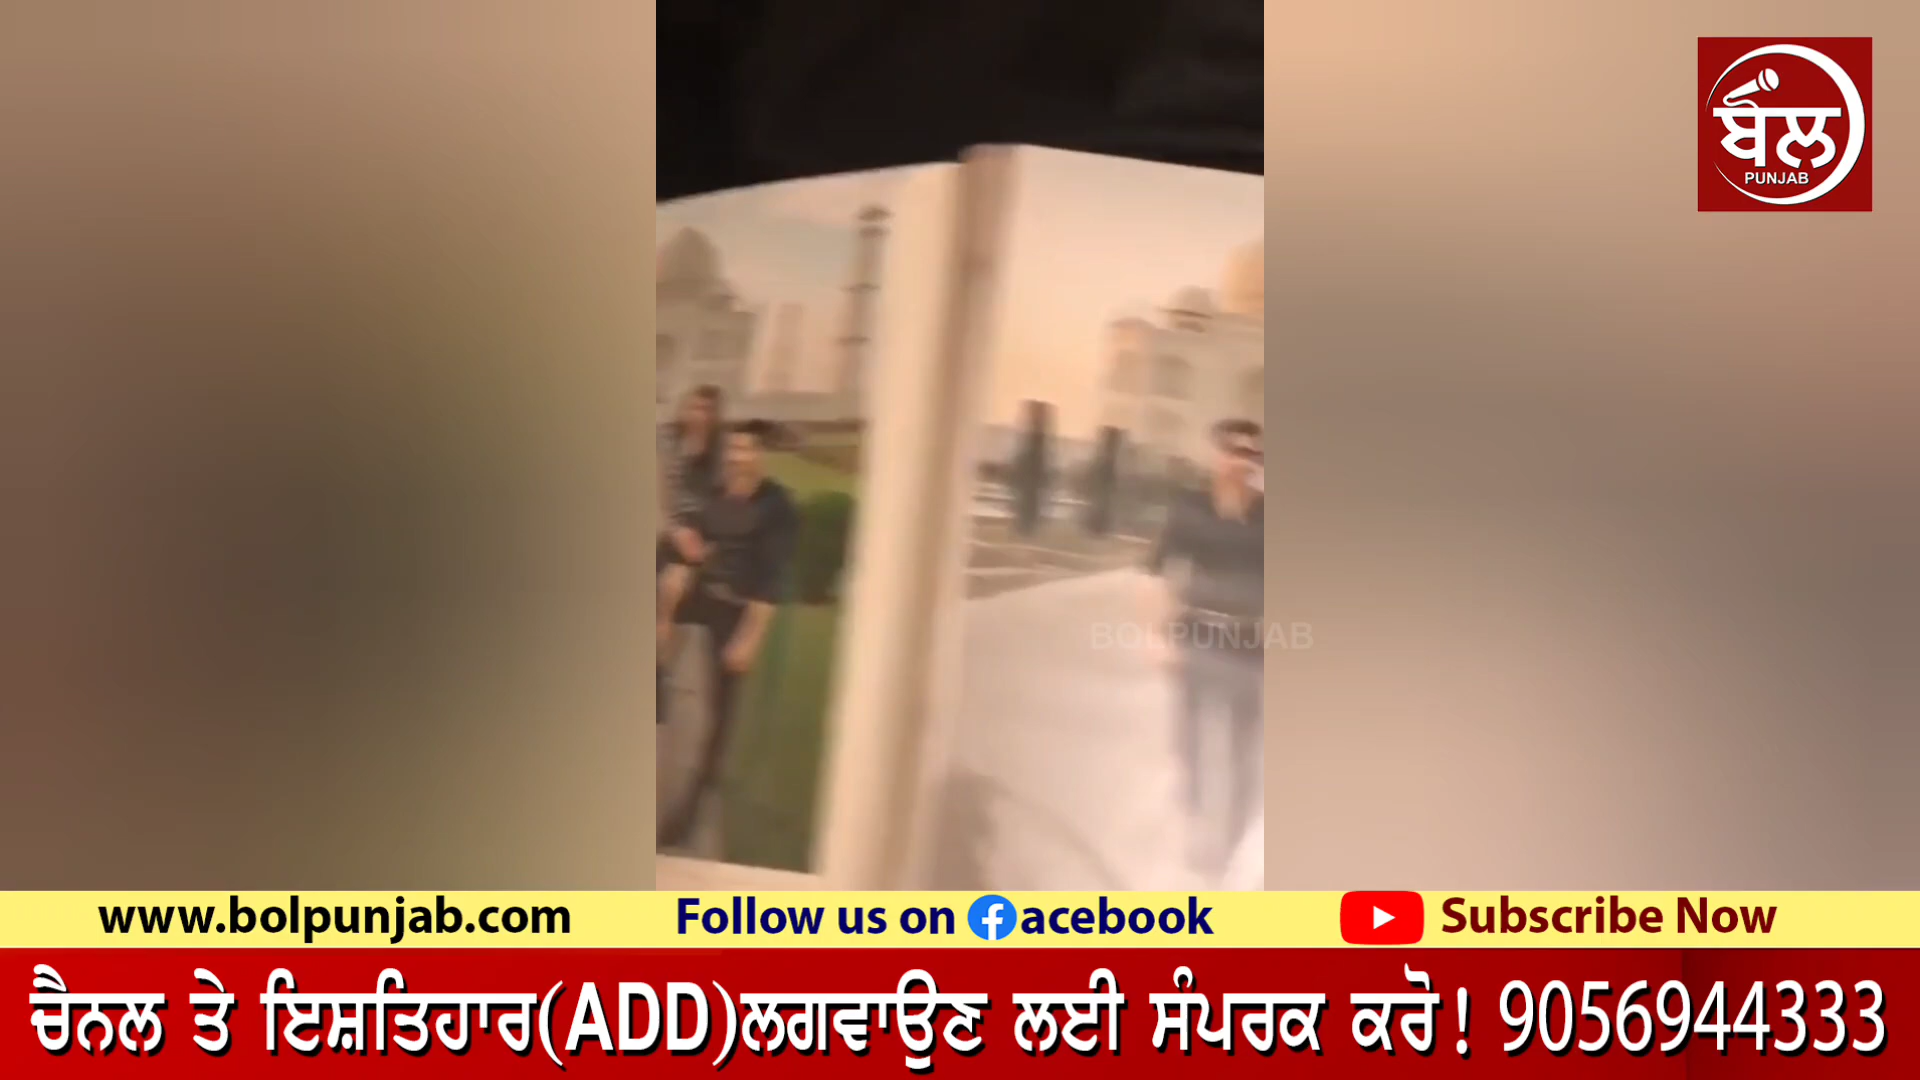 ਬੋਲ
PUNJAB
BOLPUNJAB
www.bolpunjab.com
Follow us on facebook
Subscribe Now
ਚੈਨਲ ਤੇ ਇਸ਼ਤਿਹਾਰ(ADD)ਲਗਵਾਉਣ ਲਈ ਸੰਪਰਕ ਕਰੋ! 9056944333